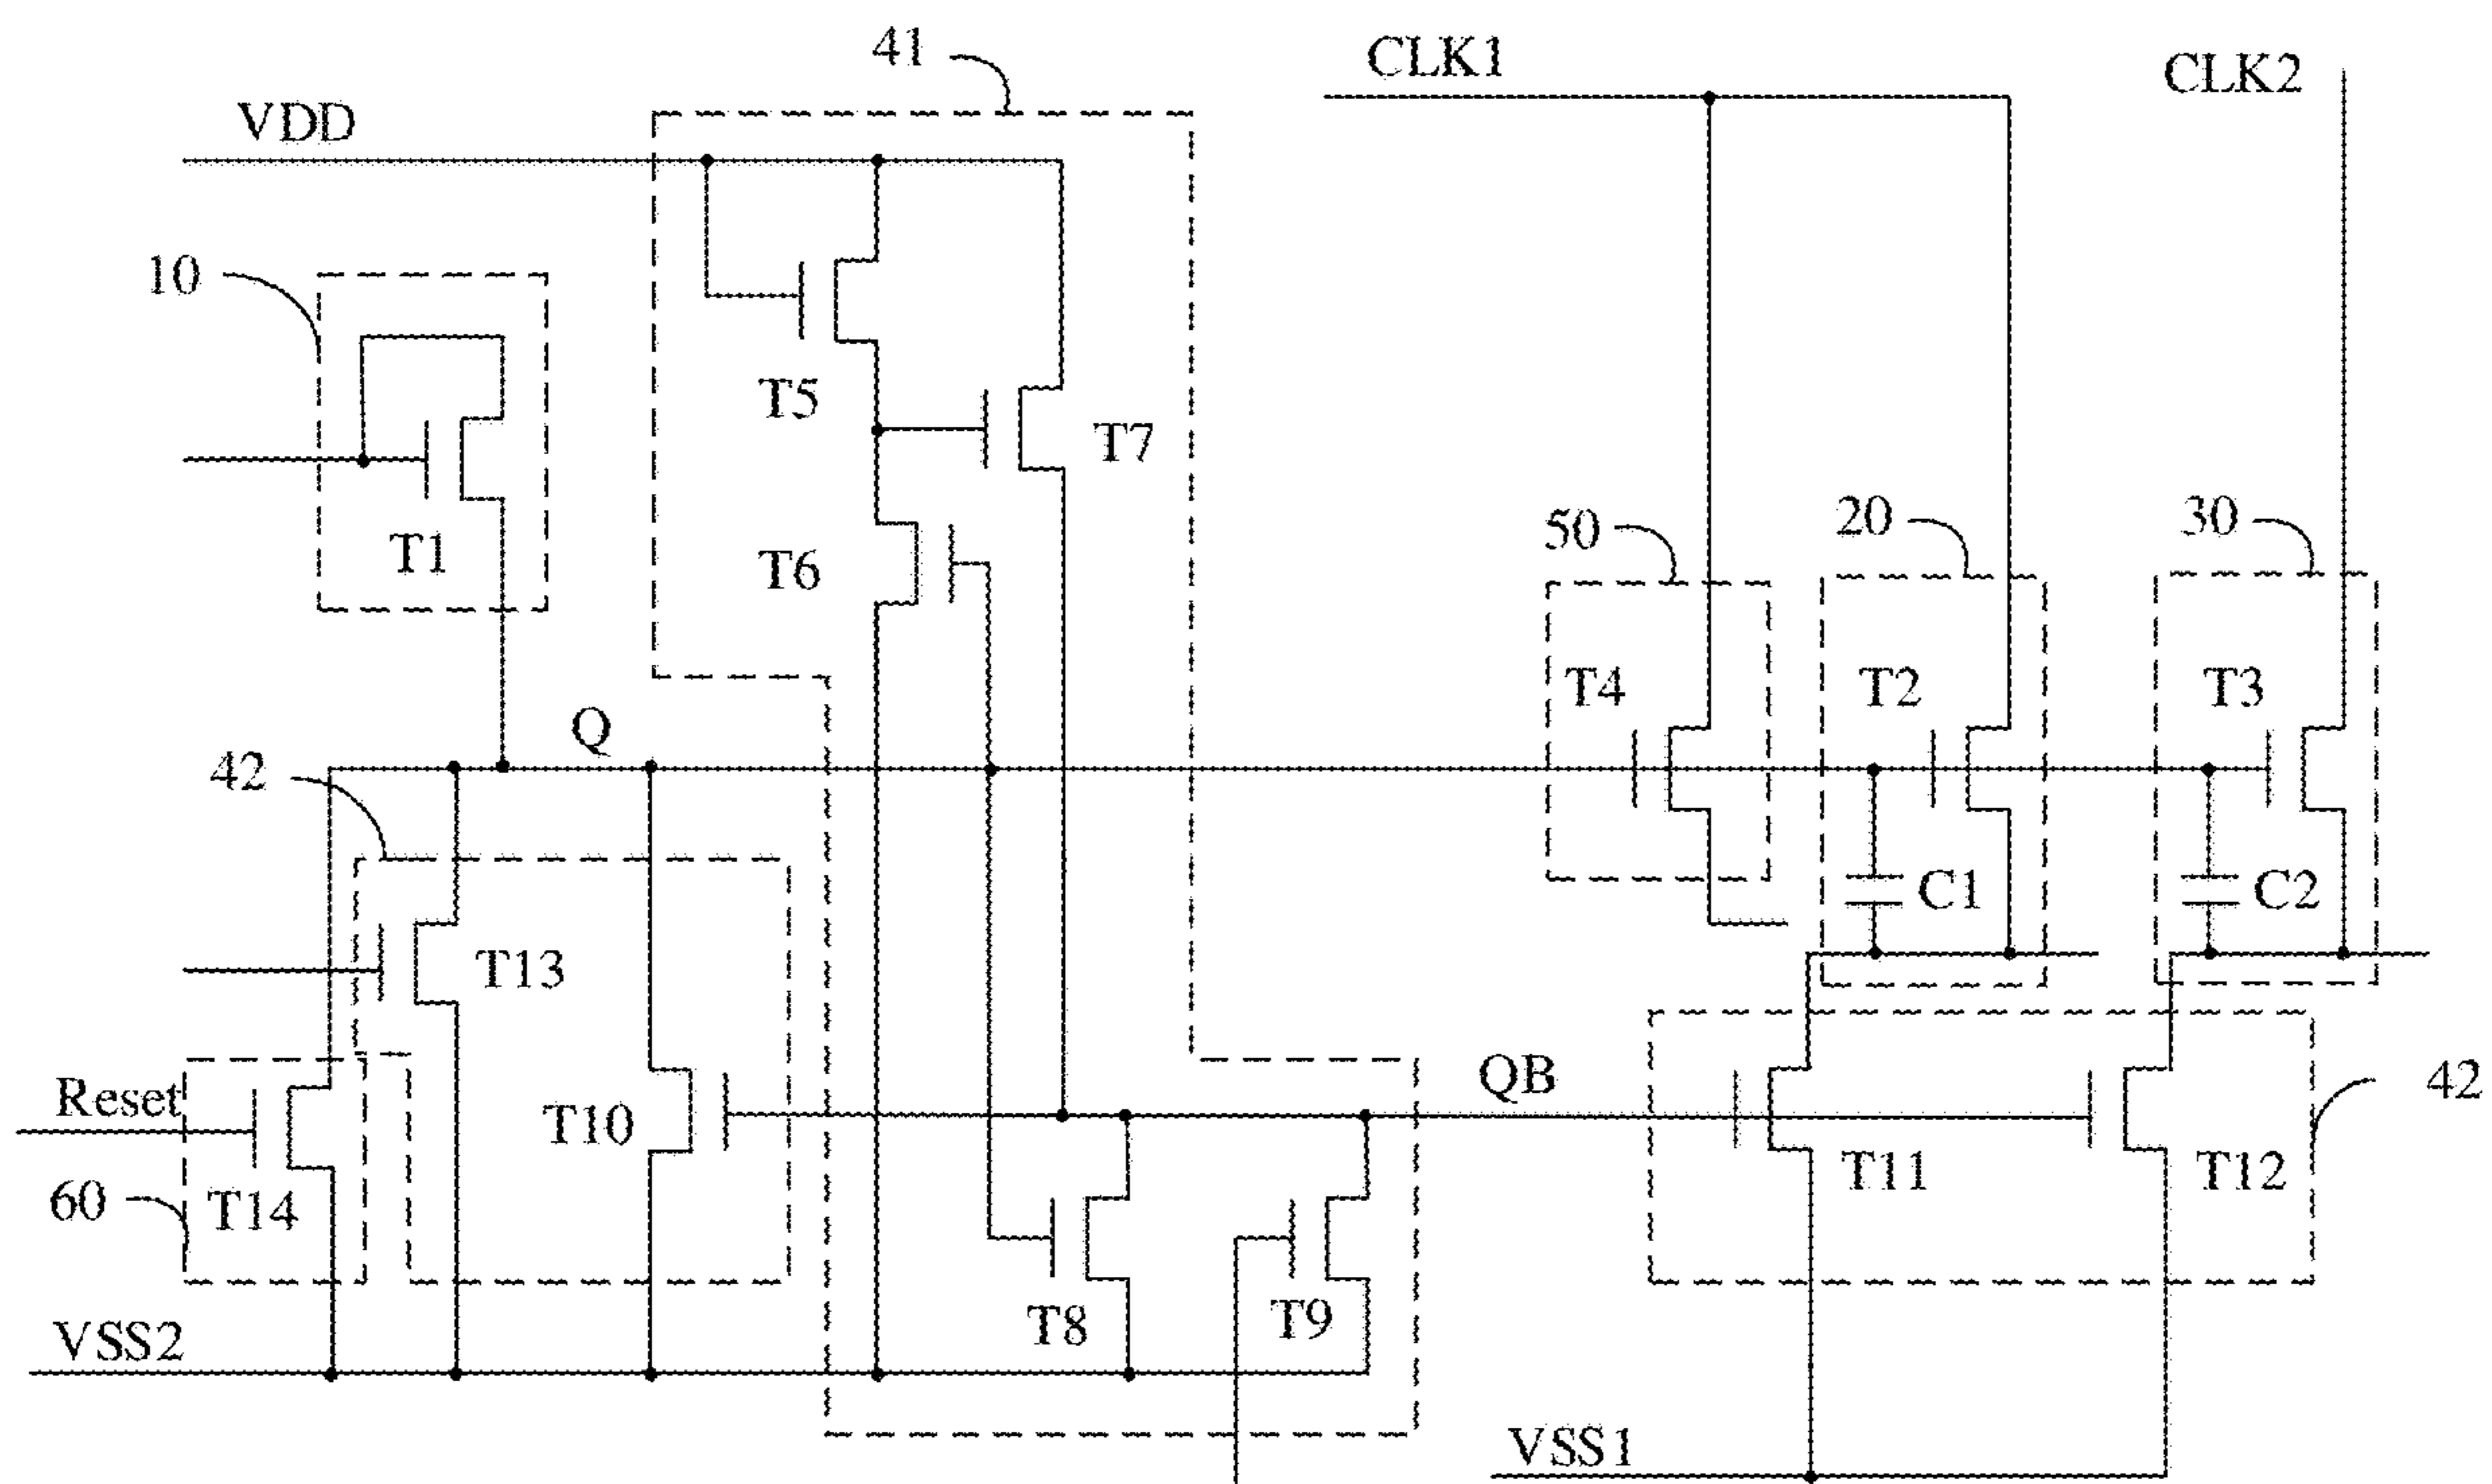 41
CLK1
CLK2
VDD
10
T5
T7
T1
T6
50
20
30
T4
T2
T3
Q
42
C1
C2
T13
QB
42
Reset
T10
T11
T12
60
T14
T8
T9
VSS2
VSS1